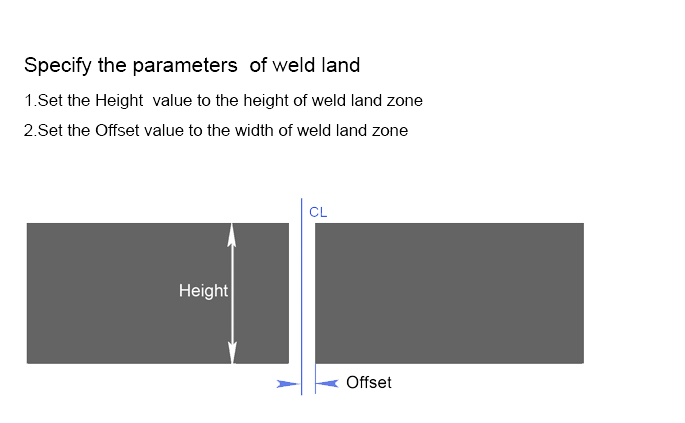 Specify the parameters  of weld land
1.Set the Height  value to the height of weld land zone
2.Set the Offset value to the width of weld land zone
CL
Height
Offset